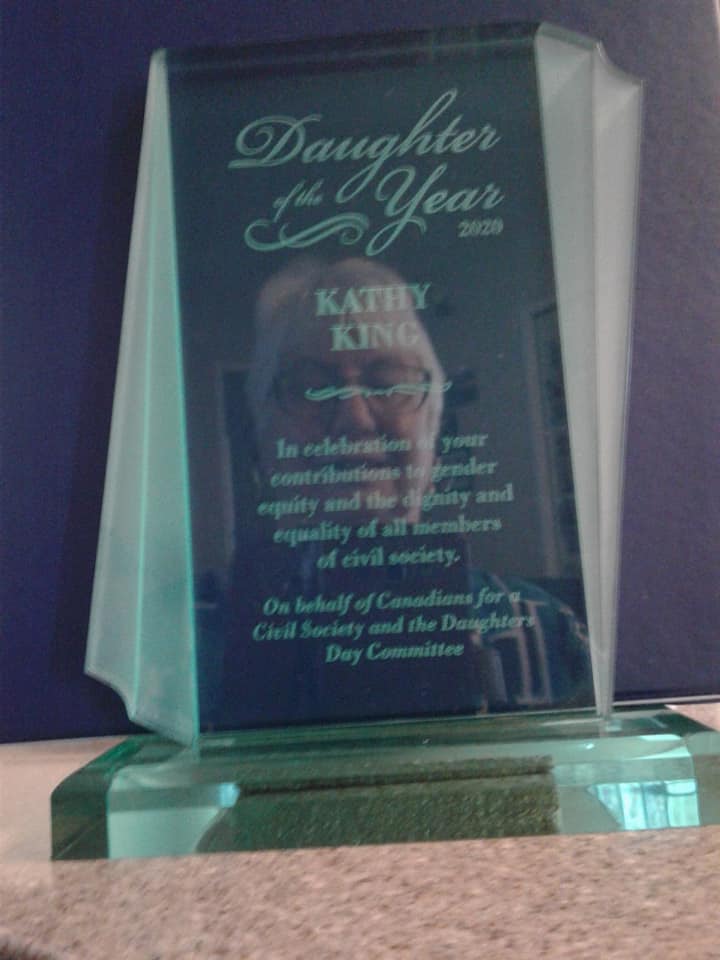 Daughter
of the Year
2020
KATHY
KING
In celebration of your
contributions to gender
equity and the dignity and
equality of all members
of civil society.
On behalf of Canadians for a
Civil Society and the Daughters
Day Committee